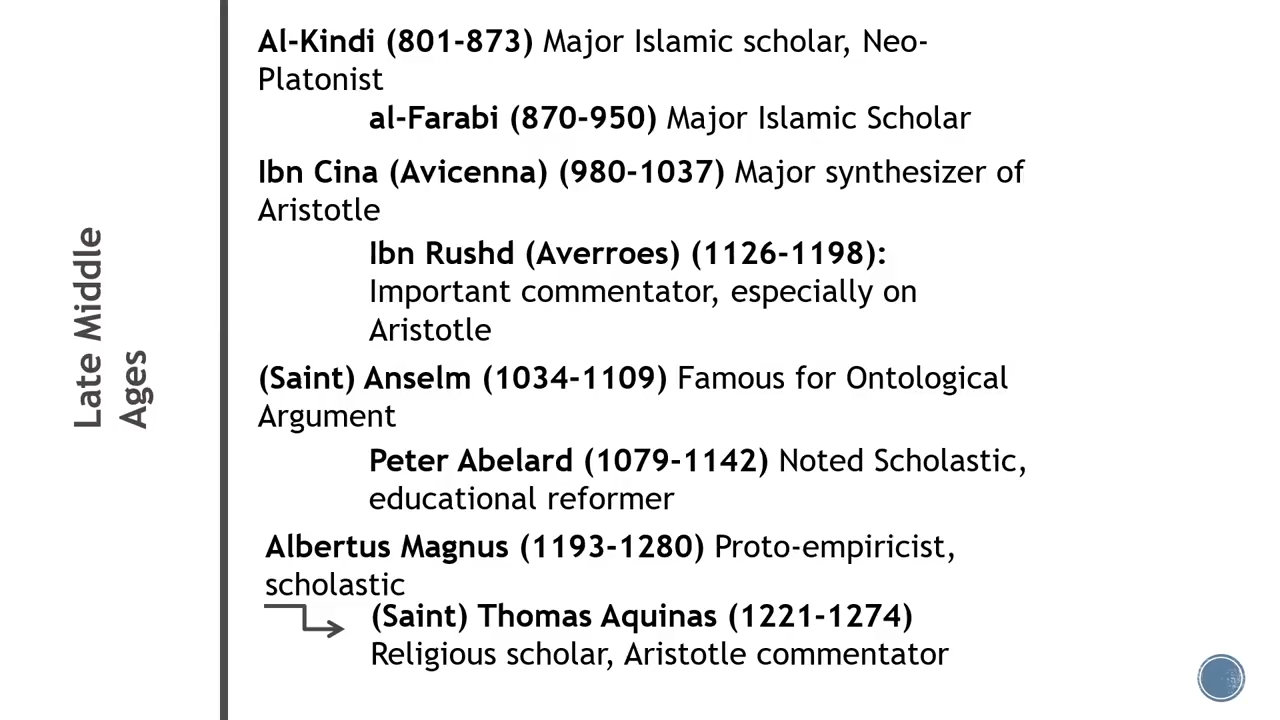 Late Middle
Ages
Al-Kindi (801-873) Major Islamic scholar, Neo-
Platonist
al-Farabi (870-950) Major Islamic Scholar
Ibn Cina (Avicenna) (980-1037) Major synthesizer of
Aristotle
Ibn Rushd (Averroes) (1126-1198):
Important commentator, especially on
Aristotle
(Saint) Anselm (1034-1109) Famous for Ontological
Argument
Peter Abelard (1079-1142) Noted Scholastic,
educational reformer
Albertus Magnus (1193-1280) Proto-empiricist,
scholastic
(Saint) Thomas Aquinas (1221-1274)
Religious scholar, Aristotle commentator